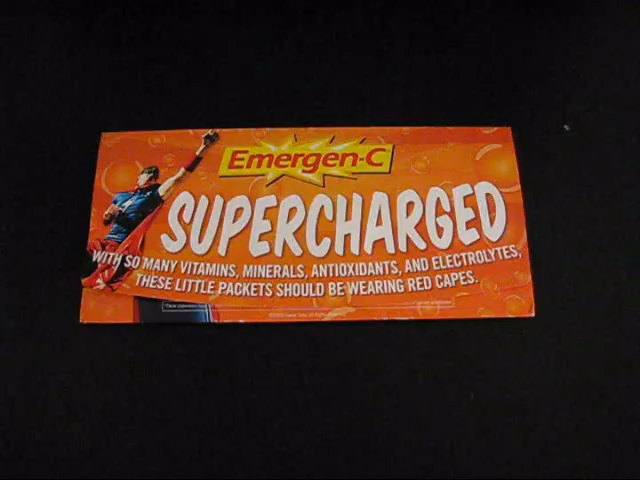 Emergen-C
SUPERCHARGED
WITH SO MANY VITAMINS, MINERALS, ANTIOXIDANTS, AND ELECTROLYTES,
THESE LITTLE PACKETS SHOULD BE WEARING RED CAPES.